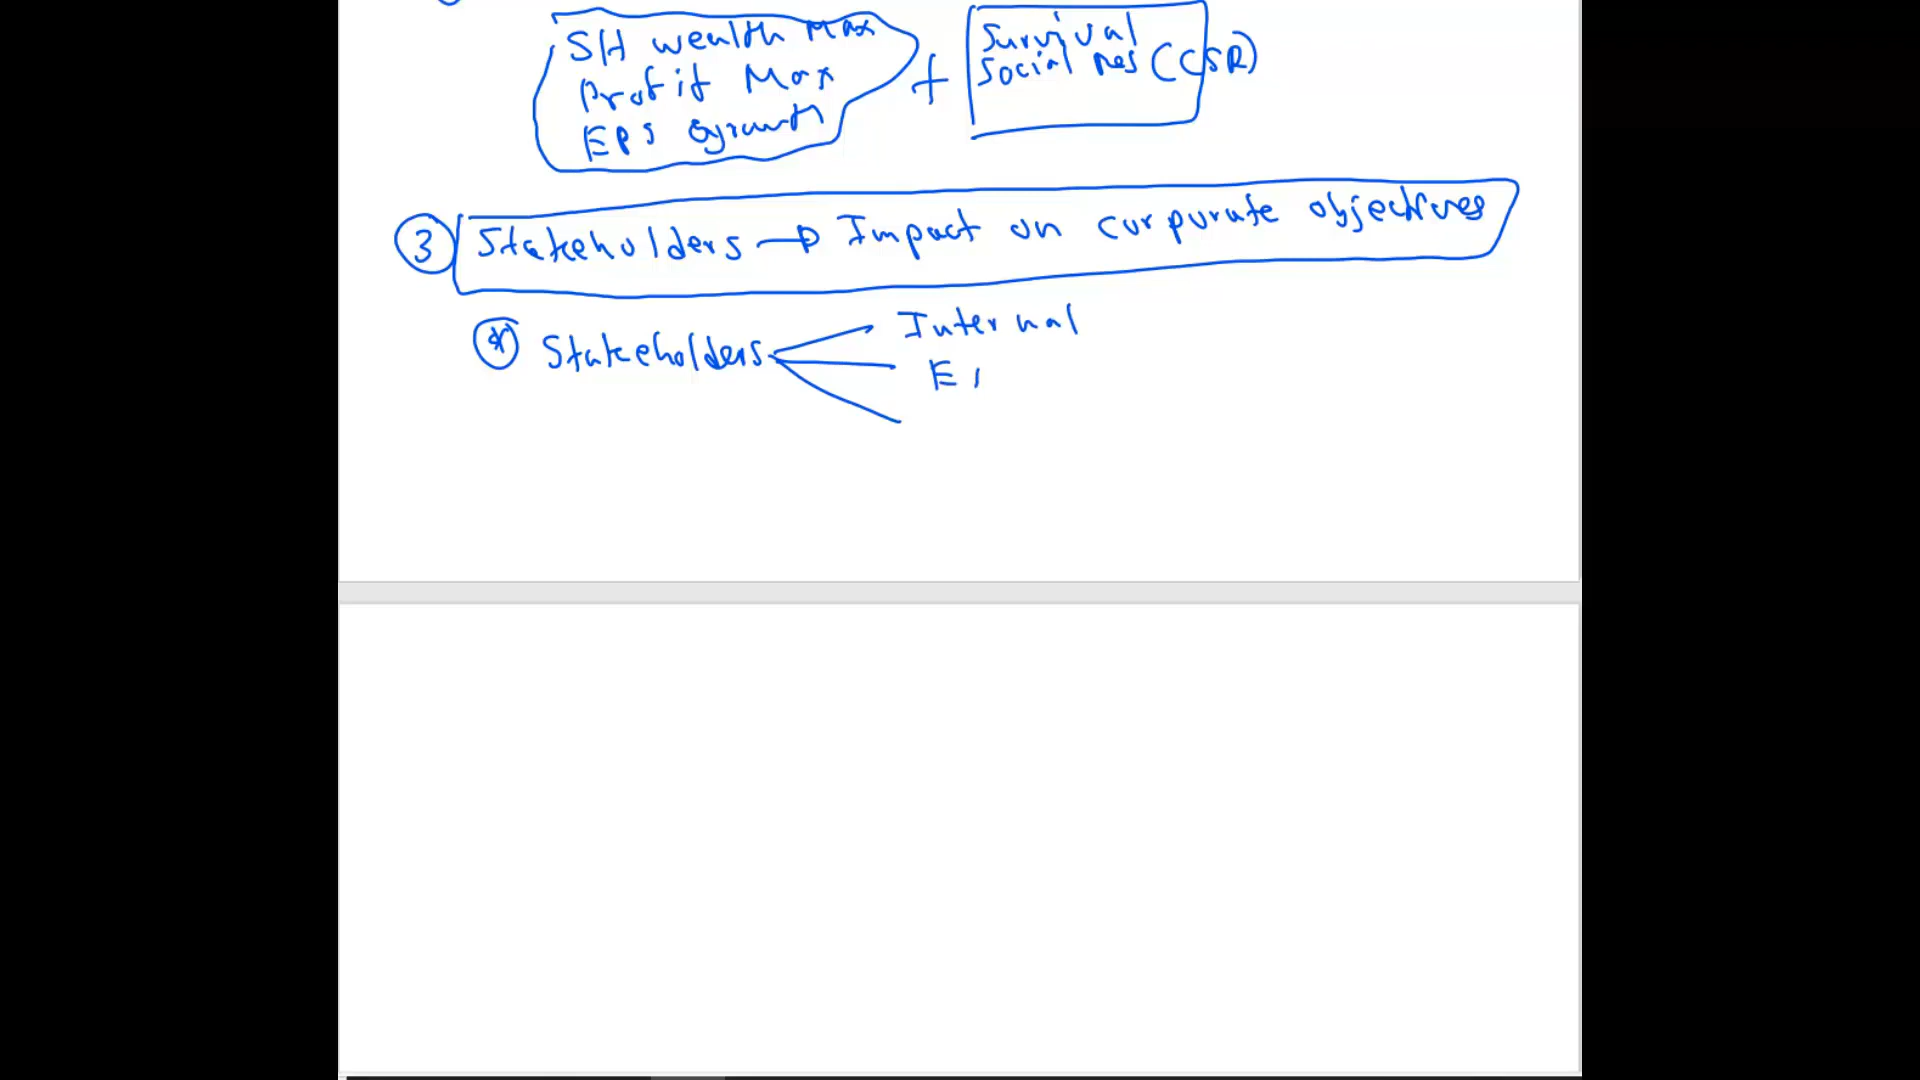 SH wealth Max
Profit Max
EPS growth
+
Survival
Social Res (CSR)
3 Stakeholders → Impact on corporate objectives
* Stakeholders
Internal
E